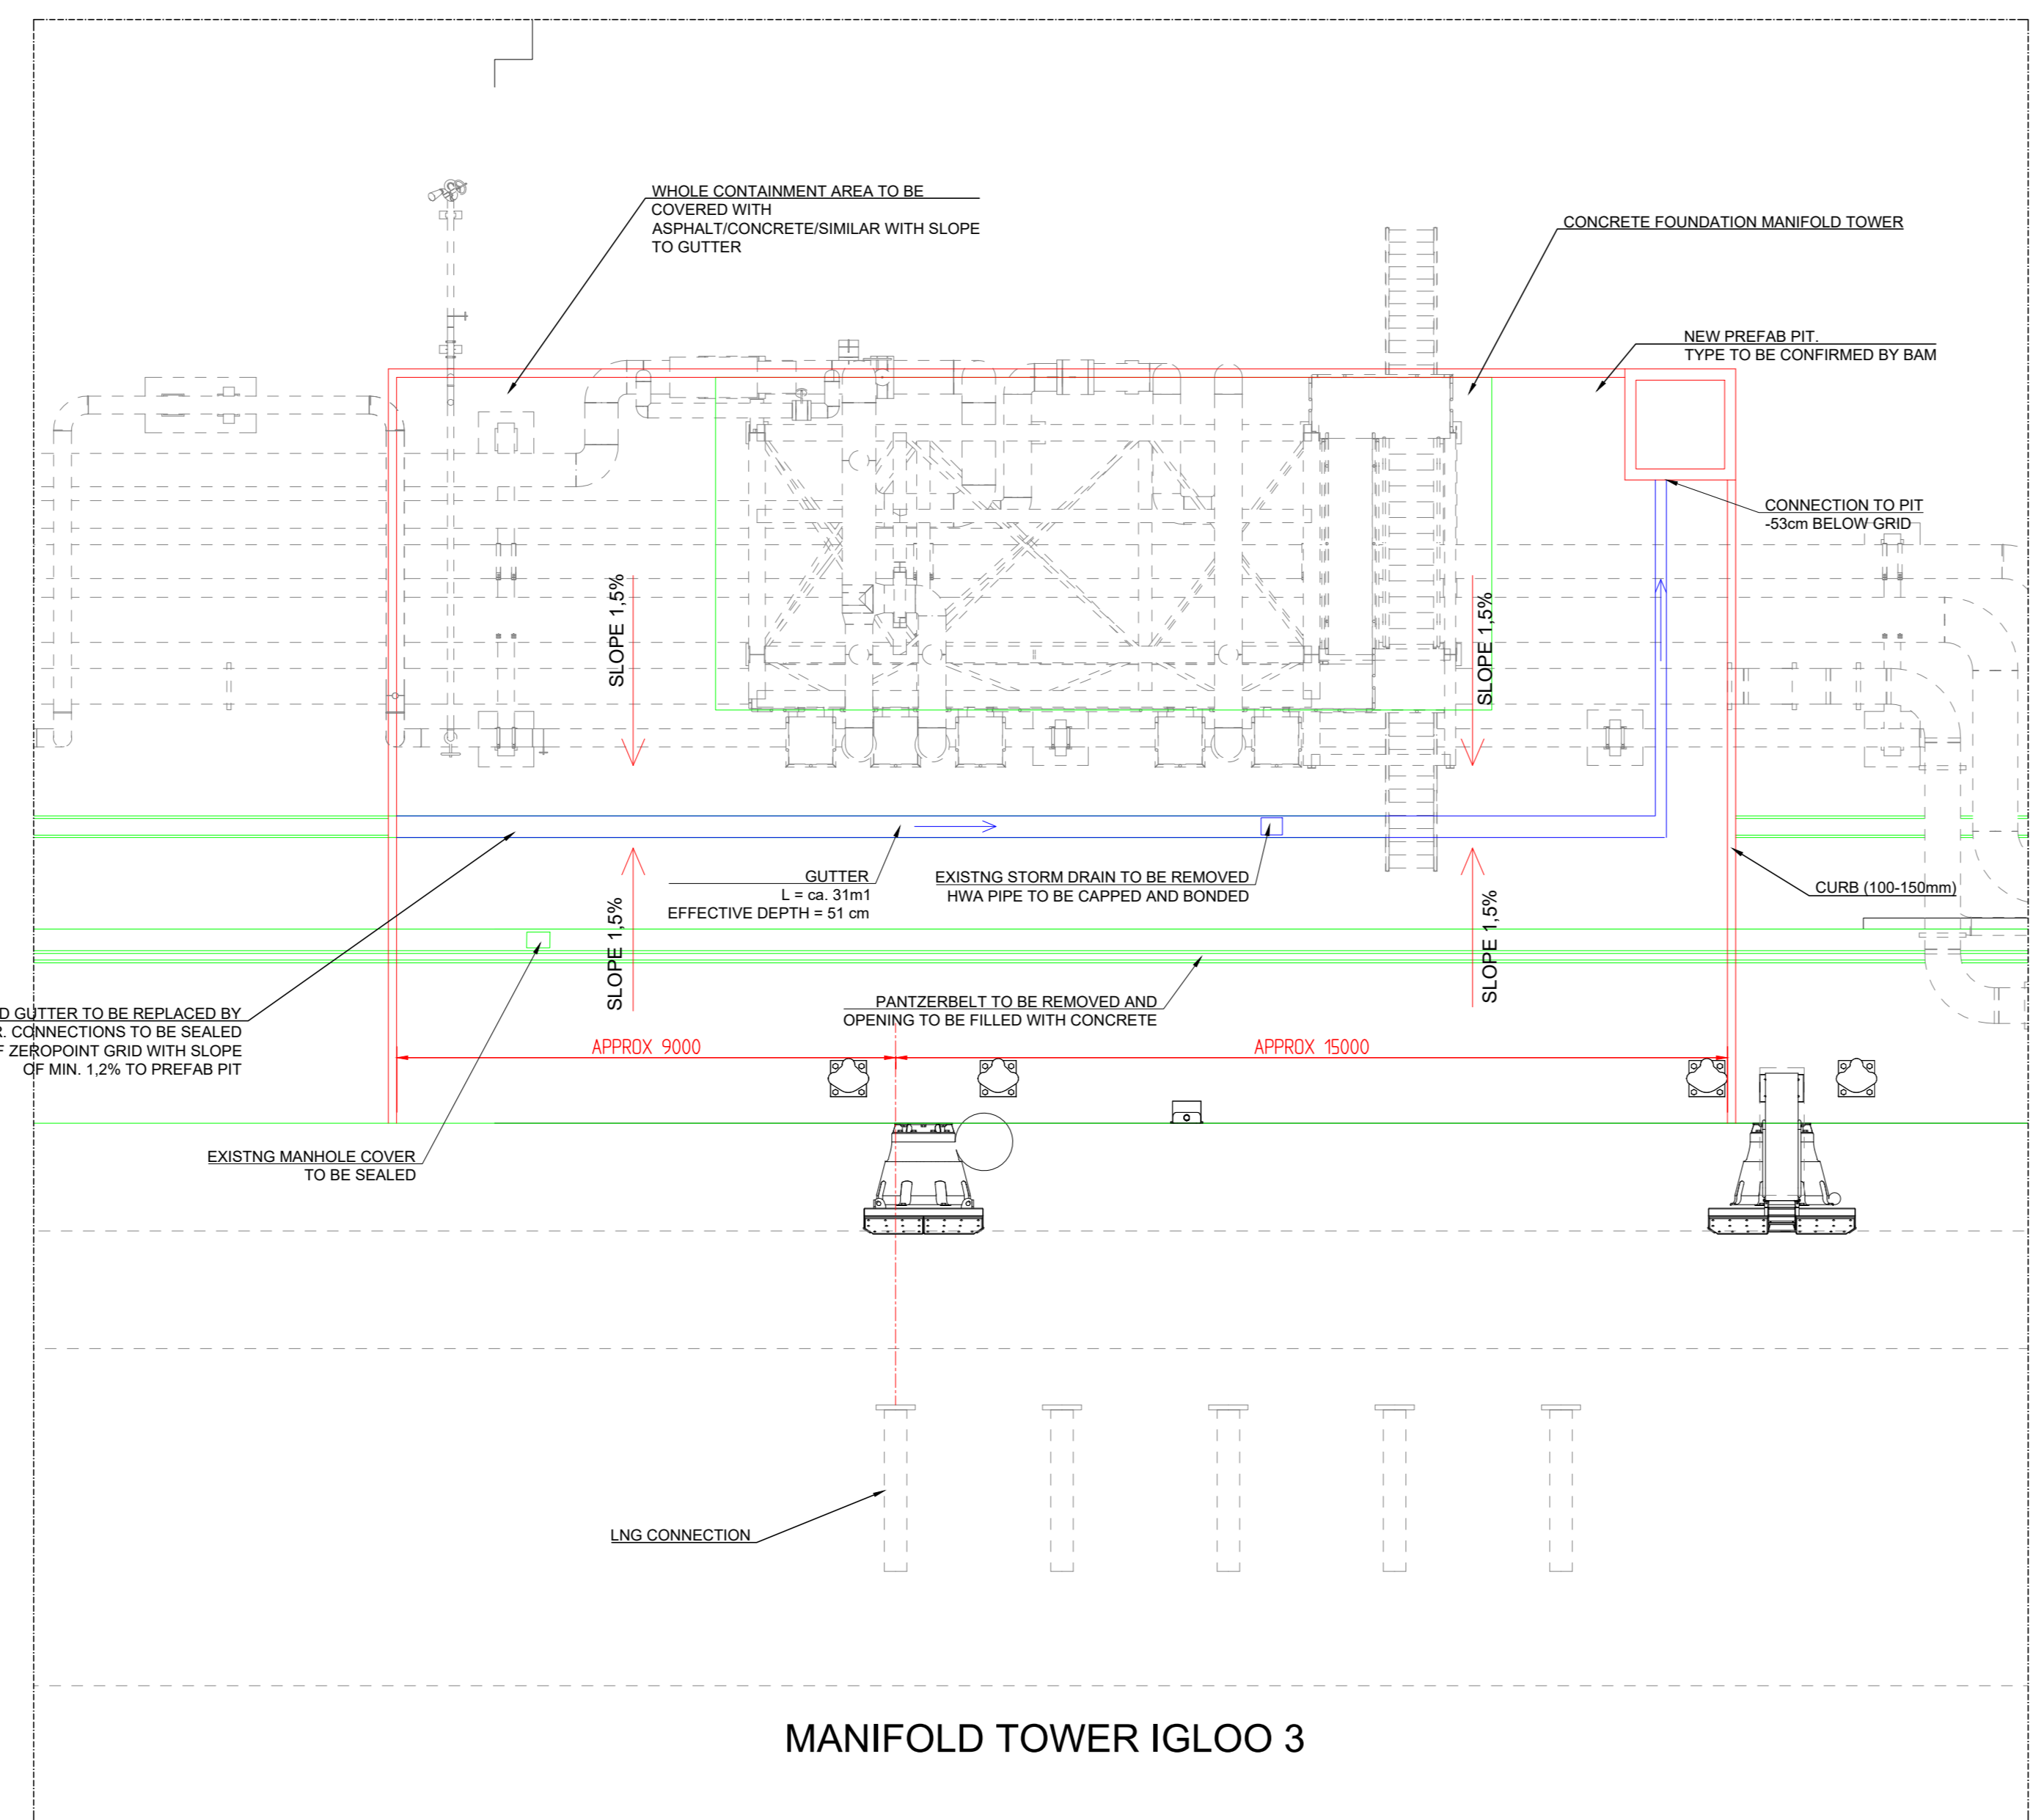 WHOLE CONTAINMENT AREA TO BE
COVERED WITH
ASPHALT/CONCRETE/SIMILAR WITH SLOPE
TO GUTTER
CONCRETE FOUNDATION MANIFOLD TOWER
NEW PREFAB PIT.
TYPE TO BE CONFIRMED BY BAM
CONNECTION TO PIT
-53cm BELOW GRID
SLOPE 1,5%
SLOPE 1,5%
GUTTER
L = ca. 31m1
EFFECTIVE DEPTH = 51 cm
EXISTNG STORM DRAIN TO BE REMOVED
HWA PIPE TO BE CAPPED AND BONDED
CURB (100-150mm)
SLOPE 1,5%
SLOPE 1,5%
PANTZERBELT TO BE REMOVED AND
OPENING TO BE FILLED WITH CONCRETE
GUTTER TO BE REPLACED BY
CONNECTIONS TO BE SEALED
ZEROPOINT GRID WITH SLOPE
OF MIN. 1,2% TO PREFAB PIT
APPROX 9000
APPROX 15000
EXISTNG MANHOLE COVER
TO BE SEALED
LNG CONNECTION
MANIFOLD TOWER IGLOO 3